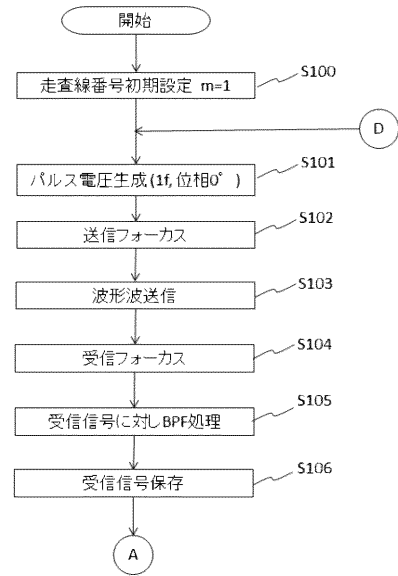 開始
走査線番号初期設定 m=1
S100
D
S101
パルス電圧生成(1f, 位相0°)
S102
送信フォーカス
S103
波形波送信
S104
受信フォーカス
S105
受信信号に対しBPF処理
S106
受信信号保存
A